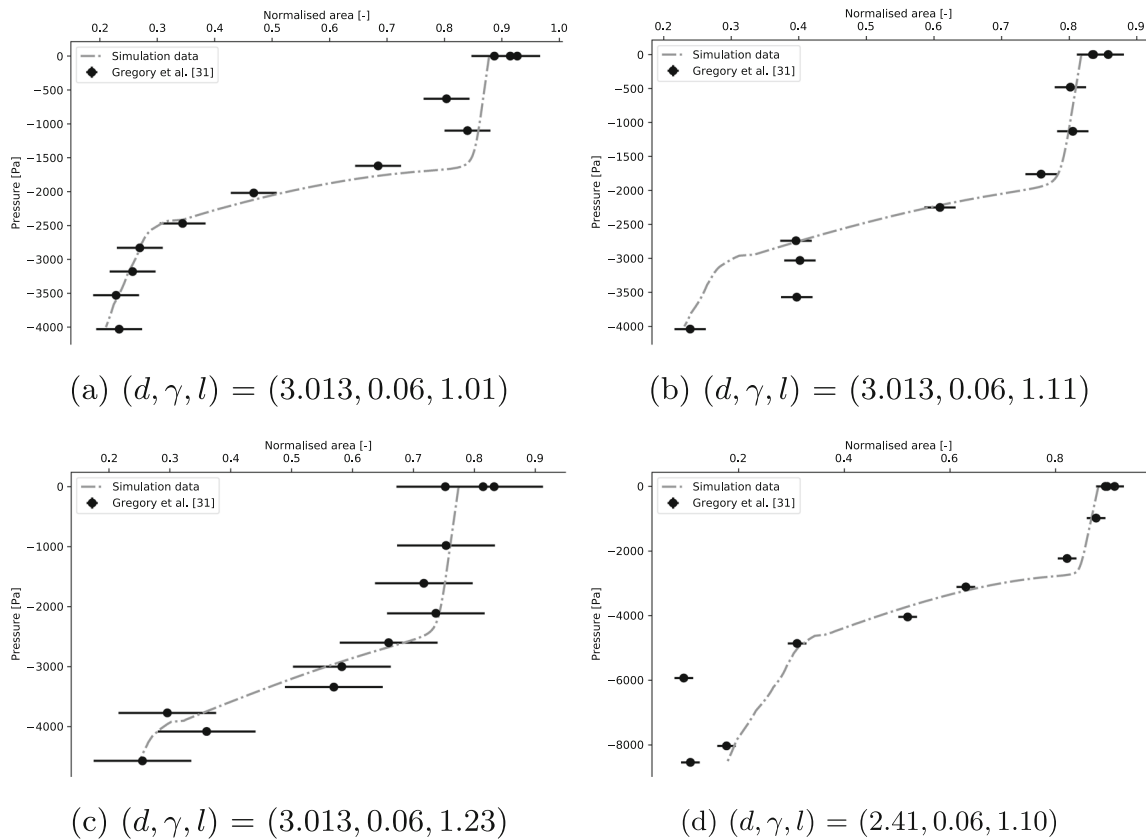 Normalised area [-]
0.2 0.3 0.4 0.5 0.6 0.7 0.8 0.9 1.0
Simulation data
Gregory et al. [31]
Pressure [Pa]
0
−500
−1000
−1500
−2000
−2500
−3000
−3500
−4000
(a) (d, γ, l) = (3.013, 0.06, 1.01)
Normalised area [-]
0.2 0.3 0.4 0.5 0.6 0.7 0.8 0.9
Simulation data
Gregory et al. [31]
Pressure [Pa]
0
−500
−1000
−1500
−2000
−2500
−3000
−3500
−4000
(b) (d, γ, l) = (3.013, 0.06, 1.11)
Normalised area [-]
0.2 0.3 0.4 0.5 0.6 0.7 0.8 0.9
Simulation data
Gregory et al. [31]
Pressure [Pa]
0
−1000
−2000
−3000
−4000
(c) (d, γ, l) = (3.013, 0.06, 1.23)
Normalised area [-]
0.2 0.4 0.6 0.8
Simulation data
Gregory et al. [31]
Pressure [Pa]
0
−2000
−4000
−6000
−8000
(d) (d, γ, l) = (2.41, 0.06, 1.10)